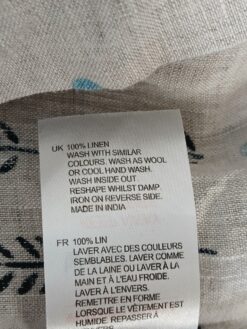 UK 100% LINEN
WASH WITH SIMILAR
COLOURS. WASH AS WOOL
OR COOL HAND WASH.
WASH INSIDE OUT.
RESHAPE WHILST DAMP.
IRON ON REVERSE SIDE.
MADE IN INDIA
FR 100% LIN
LAVER AVEC DES COULEURS
SEMBLABLES. LAVER COMME
DE LA LAINE OU LAVER À LA
MAIN ET À L'EAU FROIDE.
LAVER À L'ENVERS.
REMETTRE EN FORME
LORSQUE LE VÊTEMENT EST
HUMIDE. REPASSER À